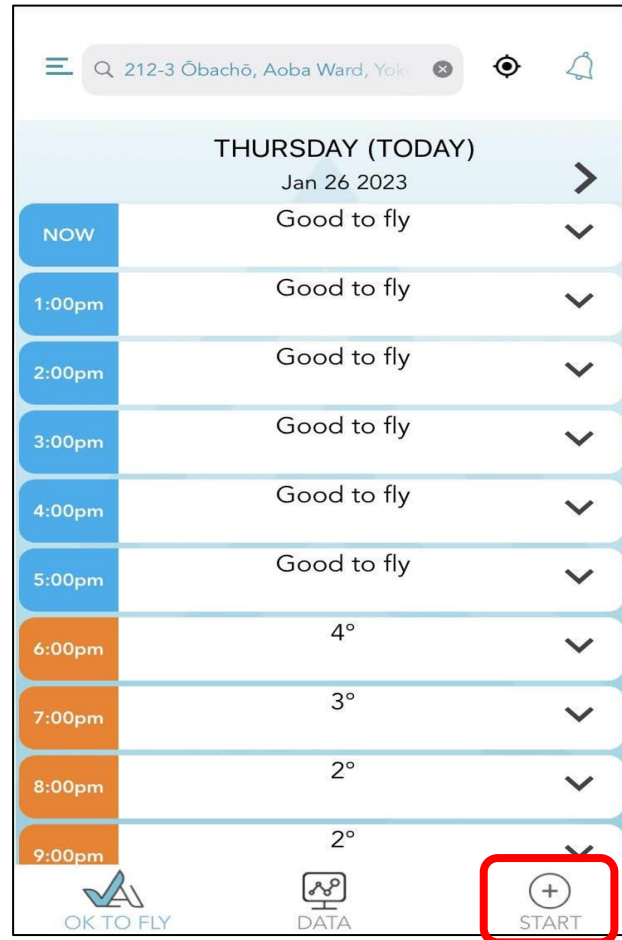 212-3 Ōbachō, Aoba Ward, Yok
THURSDAY (TODAY)
Jan 26 2023
NOW Good to fly
1:00pm Good to fly
2:00pm Good to fly
3:00pm Good to fly
4:00pm Good to fly
5:00pm Good to fly
6:00pm 4°
7:00pm 3°
8:00pm 2°
9:00pm 2°
OK TO FLY DATA START